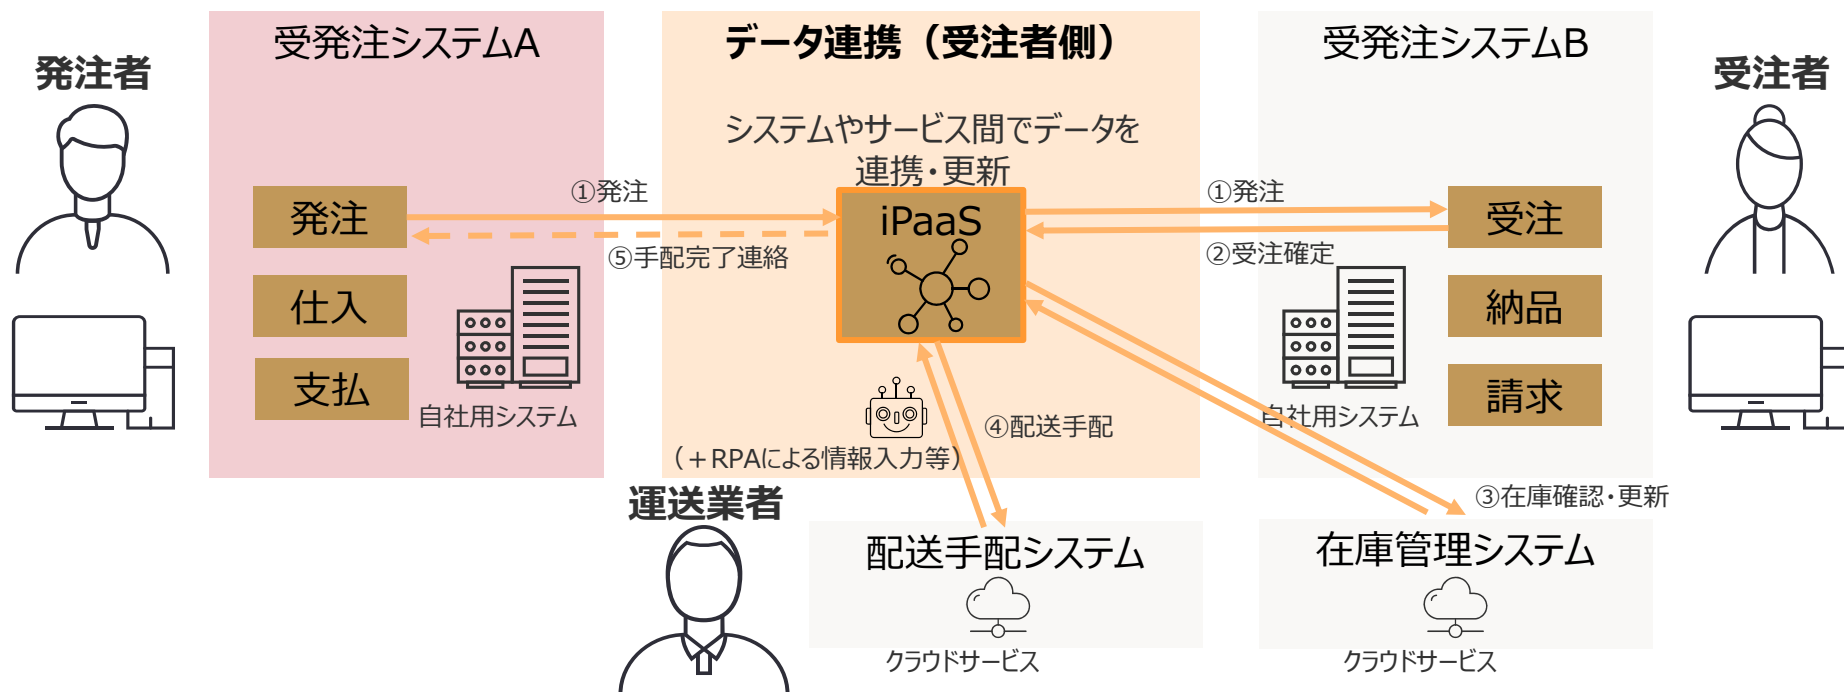 発注者
受発注システムA
発注
仕入
支払
自社用システム
①発注
⑤手配完了連絡
データ連携（受注者側）
システムやサービス間でデータを
連携・更新
iPaaS
（＋RPAによる情報入力等）
④配送手配
①発注
②受注確定
受発注システムB
受注
納品
請求
自社用システム
受注者
③在庫確認・更新
運送業者
配送手配システム
クラウドサービス
在庫管理システム
クラウドサービス